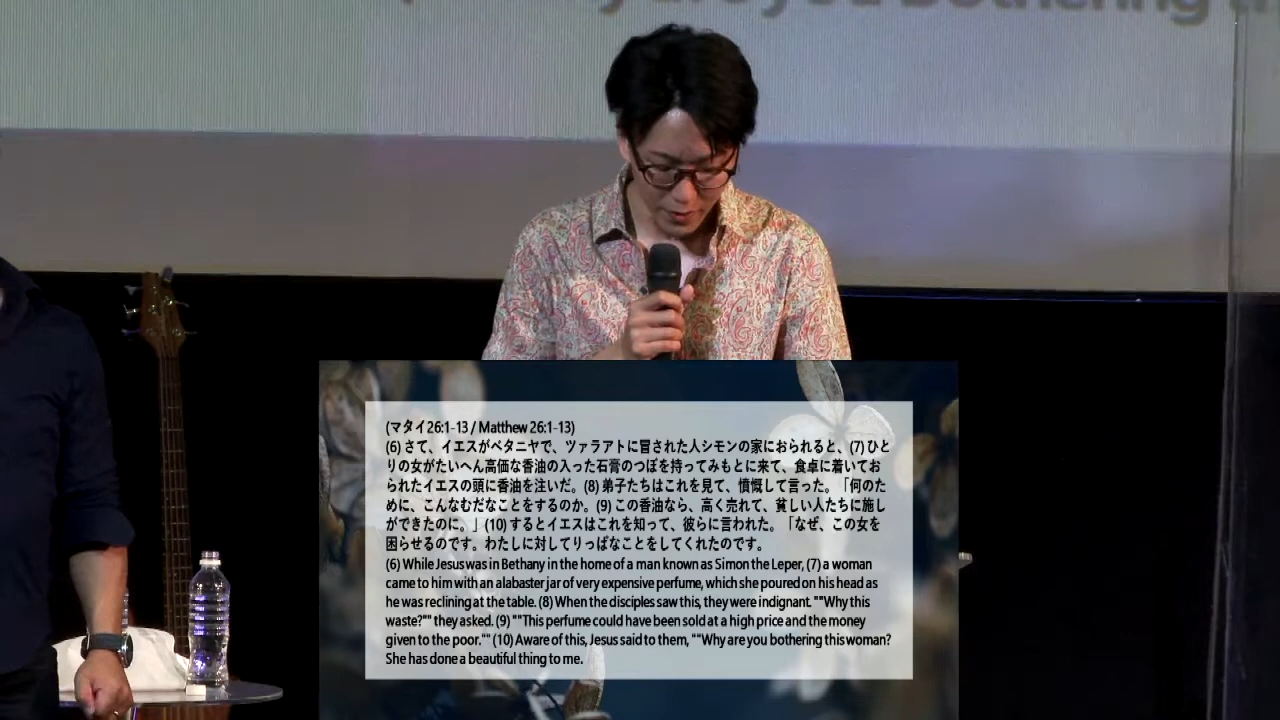 are you bothering
(マタイ26:1-13 / Matthew 26:1-13)
(6) さて、イエスがベタニヤで、ツァラアトに冒された人シモンの家におられると、(7) ひと
りの女がたいへん高価な香油の入った石膏のつぼを持ってみもとに来て、食卓に着いてお
られたイエスの頭に香油を注いだ。(8) 弟子たちはこれを見て、憤慨して言った。「何のた
めに、こんなむだなことをするのか。(9) この香油なら、高く売れて、貧しい人たちに施し
ができたのに。」(10) するとイエスはこれを知って、彼らに言われた。「なぜ、この女を
困らせるのです。わたしに対してりっぱなことをしてくれたのです。
(6) While Jesus was in Bethany in the home of a man known as Simon the Leper, (7) a woman
came to him with an alabaster jar of very expensive perfume, which she poured on his head as
he was reclining at the table. (8) When the disciples saw this, they were indignant. ""Why this
waste?"" they asked. (9) ""This perfume could have been sold at a high price and the money
given to the poor."" (10) Aware of this, Jesus said to them, ""Why are you bothering this woman?
She has done a beautiful thing to me.